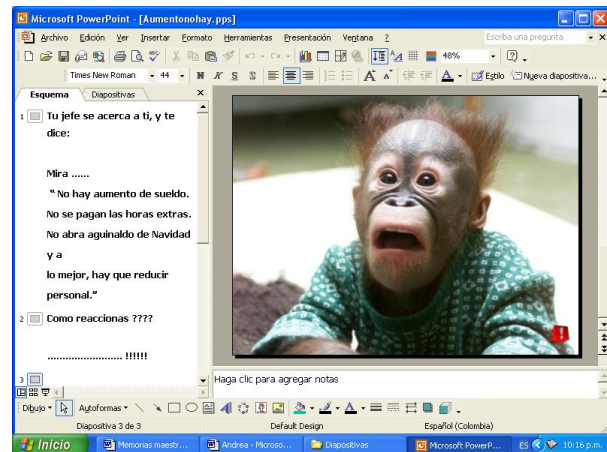 Microsoft PowerPoint - [Aumentonohay.pps]
Archivo Edición Ver Insertar Formato Herramientas Presentación Ventana ? Escriba una pregunta
48%
Times New Roman 44 N K S S Estilo Nueva diapositiva...
Esquema Diapositivas
1 Tu jefe se acerca a ti, y te
dice:
Mira ......
“ No hay aumento de sueldo.
No se pagan las horas extras.
No abra aguinaldo de Navidad
y a
lo mejor, hay que reducir
personal.”
2 Como reaccionas ????
......................... !!!!!!
3
Haga clic para agregar notas
Dibujo Autoformas
Diapositiva 3 de 3 Default Design Español (Colombia)
Inicio Memorias maestr... Andrea - Microso... Diapositivas Microsoft PowerP... ES 10:16 p.m.